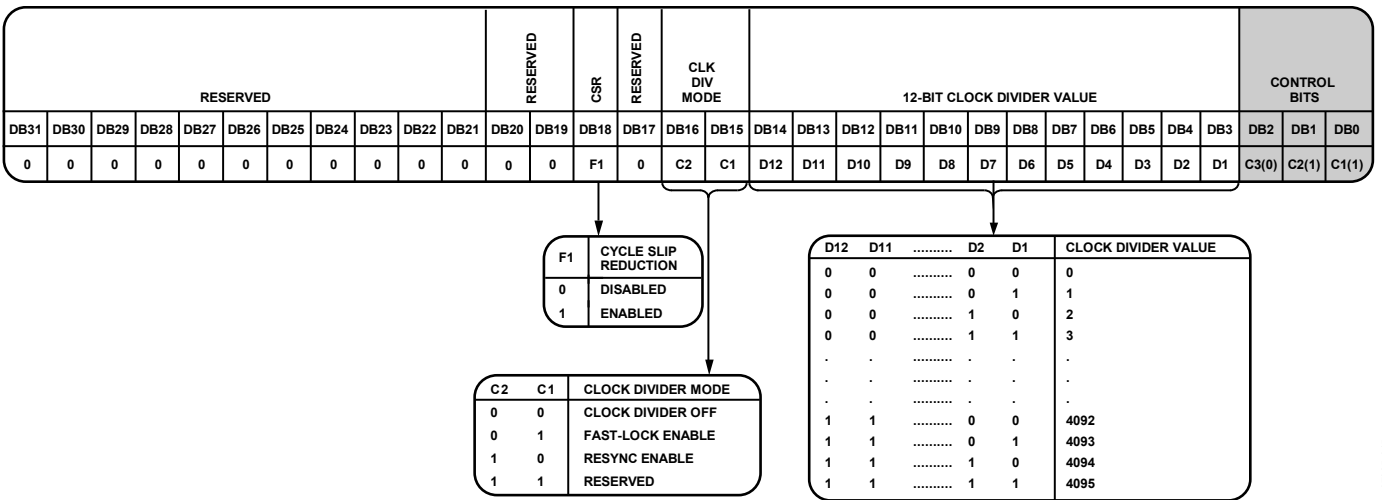 RESERVED
RESERVED
CSR
RESERVED
CLK
DIV
MODE
12-BIT CLOCK DIVIDER VALUE
CONTROL
BITS
DB31 DB30 DB29 DB28 DB27 DB26 DB25 DB24 DB23 DB22 DB21 DB20 DB19 DB18 DB17 DB16 DB15 DB14 DB13 DB12 DB11 DB10 DB9 DB8 DB7 DB6 DB5 DB4 DB3 DB2 DB1 DB0
0 0 0 0 0 0 0 0 0 0 0 0 0 F1 0 C2 C1 D12 D11 D10 D9 D8 D7 D6 D5 D4 D3 D2 D1 C3(0) C2(1) C1(1)
F1 CYCLE SLIP
REDUCTION
0 DISABLED
1 ENABLED
C2 C1 CLOCK DIVIDER MODE
0 0 CLOCK DIVIDER OFF
0 1 FAST-LOCK ENABLE
1 0 RESYNC ENABLE
1 1 RESERVED
D12 D11 .......... D2 D1 CLOCK DIVIDER VALUE
0 0 .......... 0 0 0
0 0 .......... 0 1 1
0 0 .......... 1 0 2
0 0 .......... 1 1 3
. . .......... . . .
. . .......... . . .
. . .......... . . .
1 1 .......... 0 0 4092
1 1 .......... 0 1 4093
1 1 .......... 1 0 4094
1 1 .......... 1 1 4095